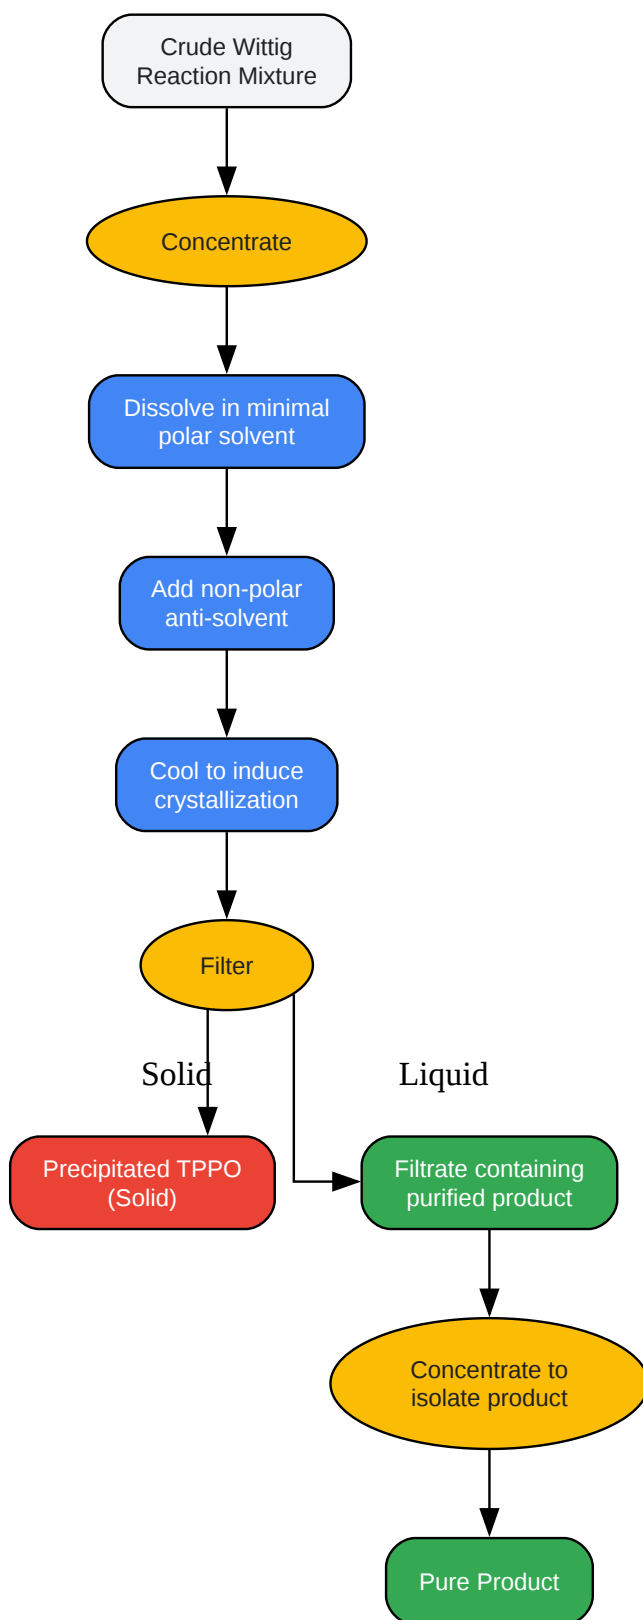 Crude Wittig
Reaction Mixture
Concentrate
Dissolve in minimal
polar solvent
Add non-polar
anti-solvent
Cool to induce
crystallization
Filter
Solid
Liquid
Precipitated TPPO
(Solid)
Filtrate containing
purified product
Concentrate to
isolate product
Pure Product